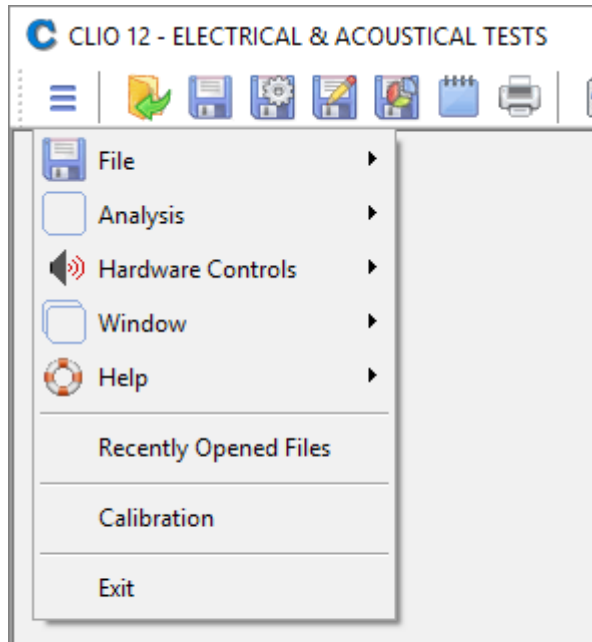 CLIO 12 - ELECTRICAL & ACOUSTICAL TESTS
File
Analysis
Hardware Controls
Window
Help
Recently Opened Files
Calibration
Exit